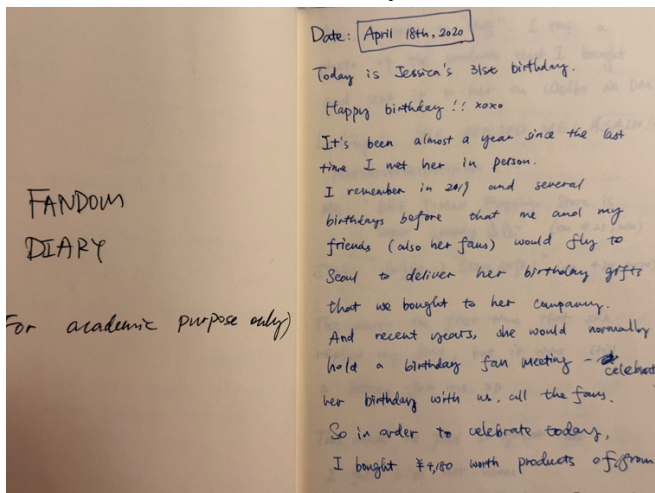 FANDOM
DIARY
For academic purpose only)
Date: April 18th, 2020
Today is Jessica's 31st birthday.
Happy birthday !! xoxo
It's been almost a year since the last
time I met her in person.
I remember in 2019 and several
birthdays before that me and my
friends (also her fans) would fly to
Seoul to deliver her birthday gifts
that we bought to her company.
And recent years, she would normally
hold a birthday fan meeting - celebrat
her birthday with us, all the fans.
So in order to celebrate today,
I bought ¥4,180 worth products of from